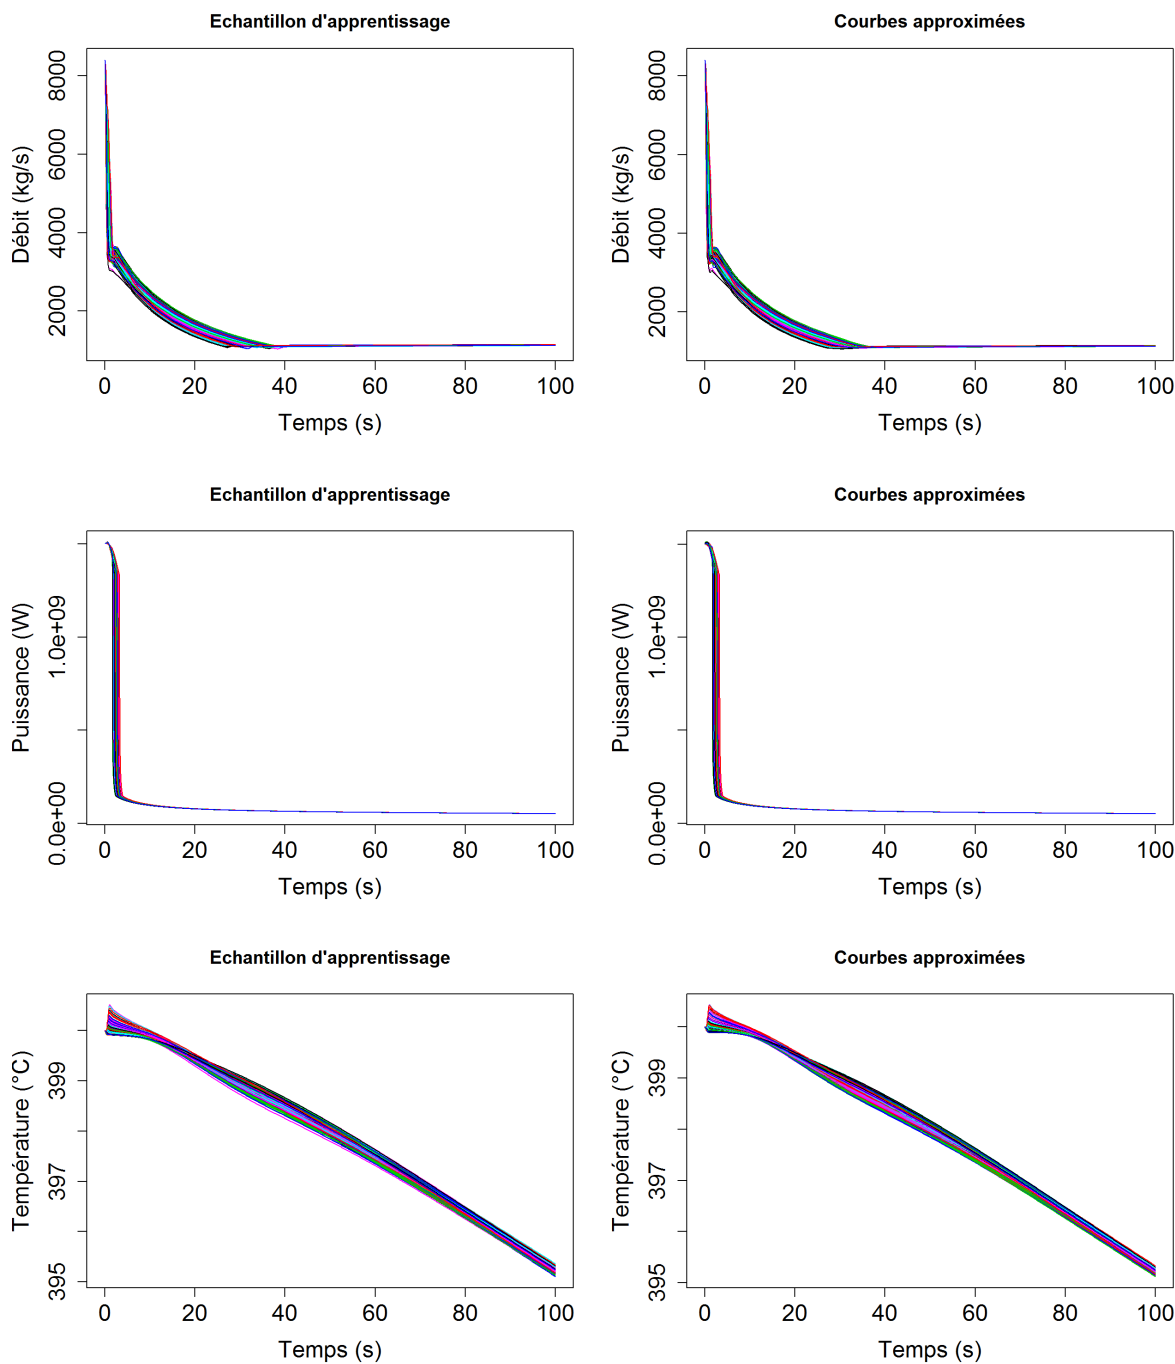 Echantillon d'apprentissage
Courbes approximées
Débit (kg/s)
8000
6000
4000
2000
0 20 40 60 80 100
Temps (s)
Débit (kg/s)
8000
6000
4000
2000
0 20 40 60 80 100
Temps (s)
Echantillon d'apprentissage
Courbes approximées
Puissance (W)
1.0e+09
0.0e+00
0 20 40 60 80 100
Temps (s)
Puissance (W)
1.0e+09
0.0e+00
0 20 40 60 80 100
Temps (s)
Echantillon d'apprentissage
Courbes approximées
Température (°C)
399
397
395
0 20 40 60 80 100
Temps (s)
Température (°C)
399
397
395
0 20 40 60 80 100
Temps (s)